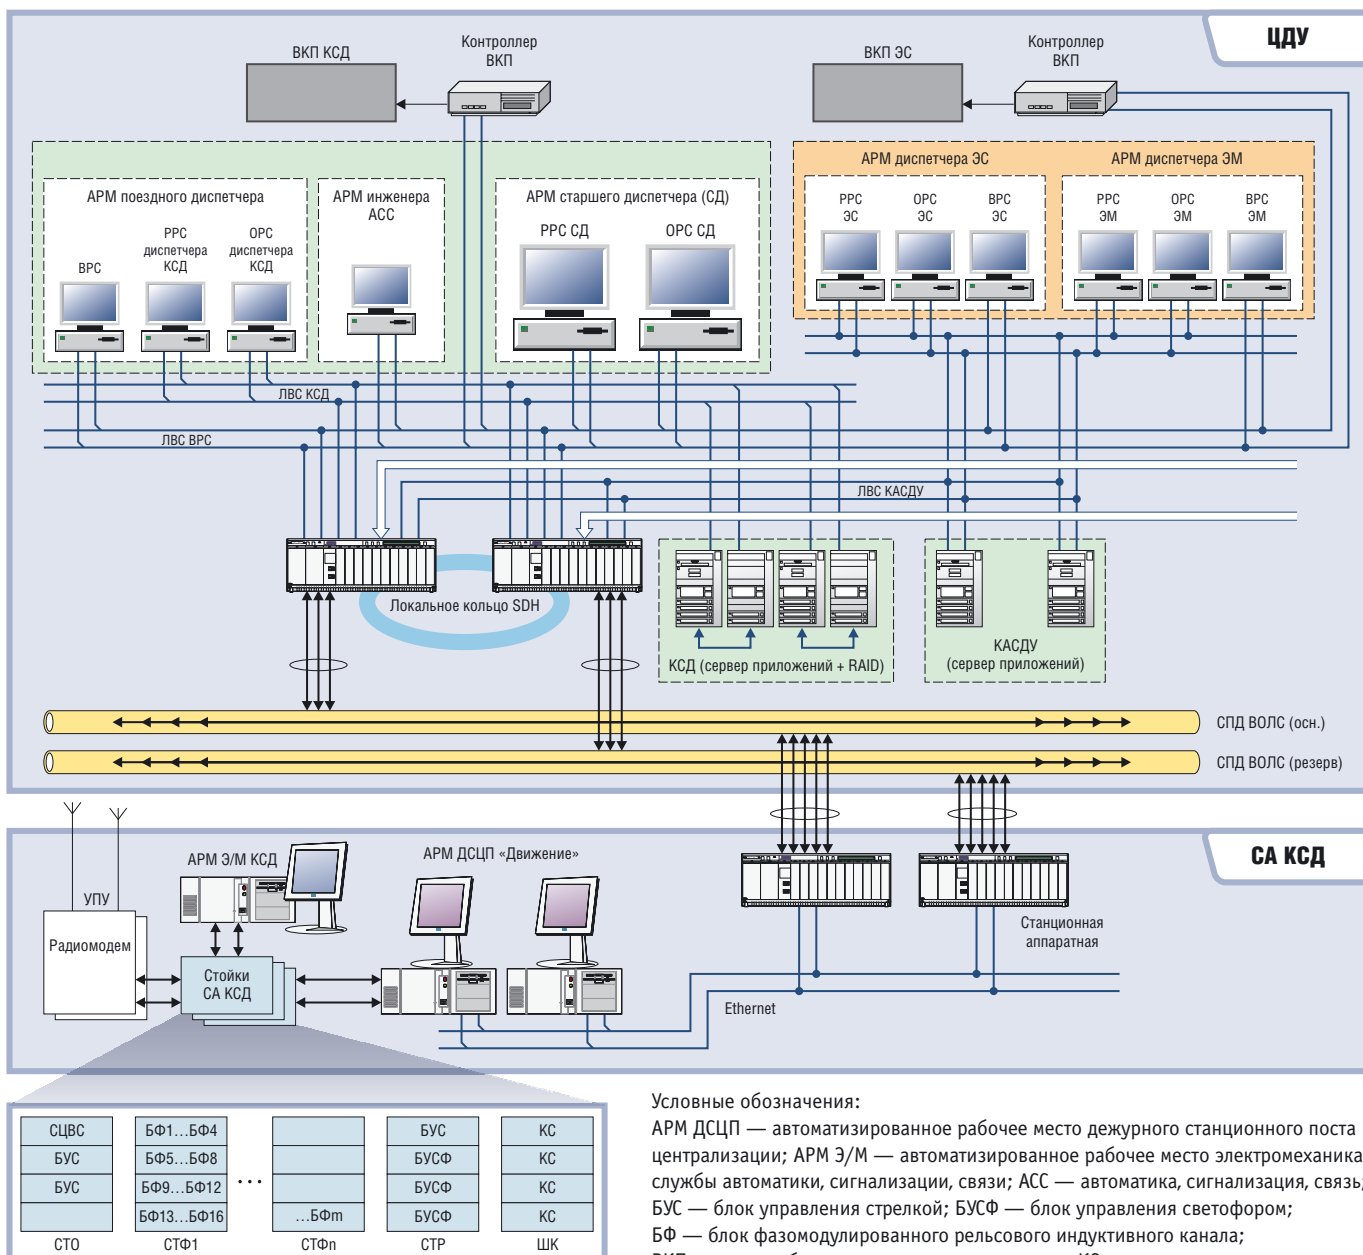 ЦДУ
ВКП КСД
Контроллер
ВКП
ВКП ЭС
Контроллер
ВКП
АРМ поездного диспетчера
ВРС
РРС
диспетчера
КСД
ОРС
диспетчера
КСД
АРМ инженера
АСС
АРМ старшего диспетчера (СД)
РРС СД
ОРС СД
АРМ диспетчера ЭС
РРС
ЭС
ОРС
ЭС
ВРС
ЭС
АРМ диспетчера ЭМ
РРС
ЭМ
ОРС
ЭМ
ВРС
ЭМ
ЛВС КСД
ЛВС ВРС
ЛВС КАСДУ
Локальное кольцо SDH
КСД (сервер приложений + RAID)
КАСДУ
(сервер приложений)
СПД ВОЛС (осн.)
СПД ВОЛС (резерв)
СА КСД
УПУ
Радиомодем
АРМ Э/М КСД
Стойки
СА КСД
АРМ ДСЦП «Движение»
Станционная
аппаратная
Ethernet
СЦВС
БУС
БУС
СТО
БФ1...БФ4
БФ5...БФ8
БФ9...БФ12
БФ13...БФ16
СТФ1
...
...БФm
СТФn
БУС
БУСФ
БУСФ
БУСФ
СТР
КС
КС
КС
КС
ШК
Условные обозначения:
АРМ ДСЦП — автоматизированное рабочее место дежурного станционного поста
централизации; АРМ Э/М — автоматизированное рабочее место электромеханика
службы автоматики, сигнализации, связи; АСС — автоматика, сигнализация, связь;
БУС — блок управления стрелкой; БУСФ — блок управления светофором;
БФ — блок фазомодулированного рельсового индуктивного канала;